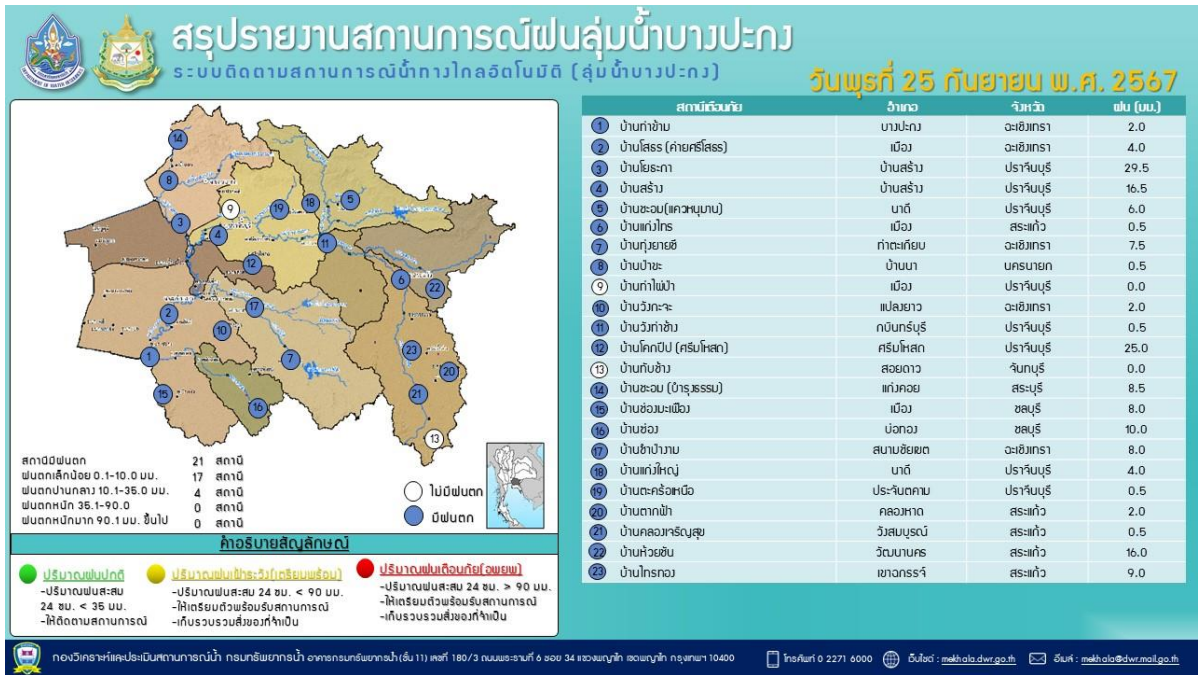 สรุปรายงานสถานการณ์ฝนลุ่มน้ำบางปะกง
ระบบติดตามสถานการณ์น้ำทางไกลอัตโนมัติ (ลุ่มน้ำบางปะกง)
วันพุธที่ 25 กันยายน พ.ศ. 2567
สถานีเตือนภัย อำเภอ จังหวัด ฝน (มม.)
1 บ้านท่าข้าม บางปะกง ฉะเชิงเทรา 2.0
2 บ้านโสธร (ค่ายศรีโสธร) เมือง ฉะเชิงเทรา 4.0
3 บ้านโยธะกา บ้านสร้าง ปราจีนบุรี 29.5
4 บ้านสร้าง บ้านสร้าง ปราจีนบุรี 16.5
5 บ้านชะอม(แควหนุมาน) นาดี ปราจีนบุรี 6.0
6 บ้านแก่งไทร เมือง สระแก้ว 0.5
7 บ้านทุ่งยายชี ท่าตะเกียบ ฉะเชิงเทรา 7.5
8 บ้านป่าขะ บ้านนา นครนายก 0.5
9 บ้านท่าไผ่ป่า เมือง ปราจีนบุรี 0.0
10 บ้านวังกะจะ แปลงยาว ฉะเชิงเทรา 2.0
11 บ้านวังท่าช้าง กบินทร์บุรี ปราจีนบุรี 0.5
12 บ้านโคกปีป (ศรีมโหสถ) ศรีมโหสถ ปราจีนบุรี 25.0
13 บ้านทับช้าง สอยดาว จันทบุรี 0.0
14 บ้านชะอม (บำรุงธรรม) แก่งคอย สระบุรี 8.5
15 บ้านช่องมะเฟือง เมือง ชลบุรี 8.0
16 บ้านช่อง บ่อทอง ชลบุรี 10.0
17 บ้านชำป่างาม สนามชัยเขต ฉะเชิงเทรา 8.0
18 บ้านแก่งใหญ่ นาดี ปราจีนบุรี 4.0
19 บ้านตะคร้อเหนือ ประจันตคาม ปราจีนบุรี 0.5
20 บ้านตากฟ้า คลองหาด สระแก้ว 2.0
21 บ้านคลองเจริญสุข วังสมบูรณ์ สระแก้ว 0.5
22 บ้านห้วยชัน วัฒนานคร สระแก้ว 16.0
23 บ้านไทรทอง เขาฉกรรจ์ สระแก้ว 9.0
สถานีมีฝนตก 21 สถานี
ฝนตกเล็กน้อย 0.1-10.0 มม. 17 สถานี
ฝนตกปานกลาง 10.1-35.0 มม. 4 สถานี
ฝนตกหนัก 35.1-90.0 0 สถานี
ฝนตกหนักมาก 90.1 มม. ขึ้นไป 0 สถานี
ไม่มีฝนตก
มีฝนตก
คำอธิบายสัญลักษณ์
ปริมาณฝนปกติ
-ปริมาณฝนสะสม
24 ชม. < 35 มม.
-ให้ติดตามสถานการณ์
ปริมาณฝนเฝ้าระวัง(เตรียมพร้อม)
-ปริมาณฝนสะสม 24 ชม. < 90 มม.
-ให้เตรียมตัวพร้อมรับสถานการณ์
-เก็บรวบรวมสิ่งของที่จำเป็น
ปริมาณฝนเตือนภัย(อพยพ)
-ปริมาณฝนสะสม 24 ชม. > 90 มม.
-ให้เตรียมตัวพร้อมรับสถานการณ์
-เก็บรวบรวมสิ่งของที่จำเป็น
กองวิเคราะห์และประเมินสถานการณ์น้ำ กรมทรัพยากรน้ำ อาคารกรมทรัพยากรน้ำ (ชั้น 11) เลขที่ 180/3 ถนนพระรามที่ 6 ซอย 34 แขวงพญาไท เขตพญาไท กรุงเทพฯ 10400
โทรศัพท์ 0 2271 6000
เว็บไซต์ : mekhala.dwr.go.th
อีเมล์ : mekhala@dwr.mail.go.th